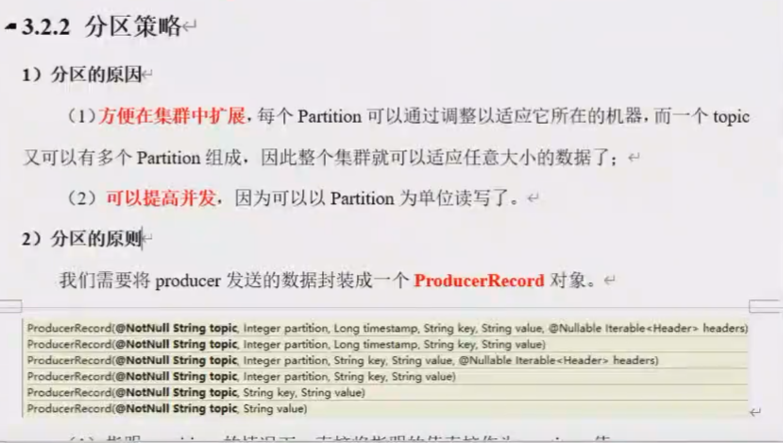 3.2.2 分区策略
1）分区的原因
（1）方便在集群中扩展，每个 Partition 可以通过调整以适应它所在的机器，而一个 topic
又可以有多个 Partition 组成，因此整个集群就可以适应任意大小的数据了；
（2）可以提高并发，因为可以以 Partition 为单位读写了。
2）分区的原则
我们需要将 producer 发送的数据封装成一个 ProducerRecord 对象。
ProducerRecord(@NotNull String topic, Integer partition, Long timestamp, String key, String value, @Nullable Iterable<Header> headers)
ProducerRecord(@NotNull String topic, Integer partition, Long timestamp, String key, String value)
ProducerRecord(@NotNull String topic, Integer partition, String key, String value, @Nullable Iterable<Header> headers)
ProducerRecord(@NotNull String topic, Integer partition, String key, String value)
ProducerRecord(@NotNull String topic, String key, String value)
ProducerRecord(@NotNull String topic, String value)